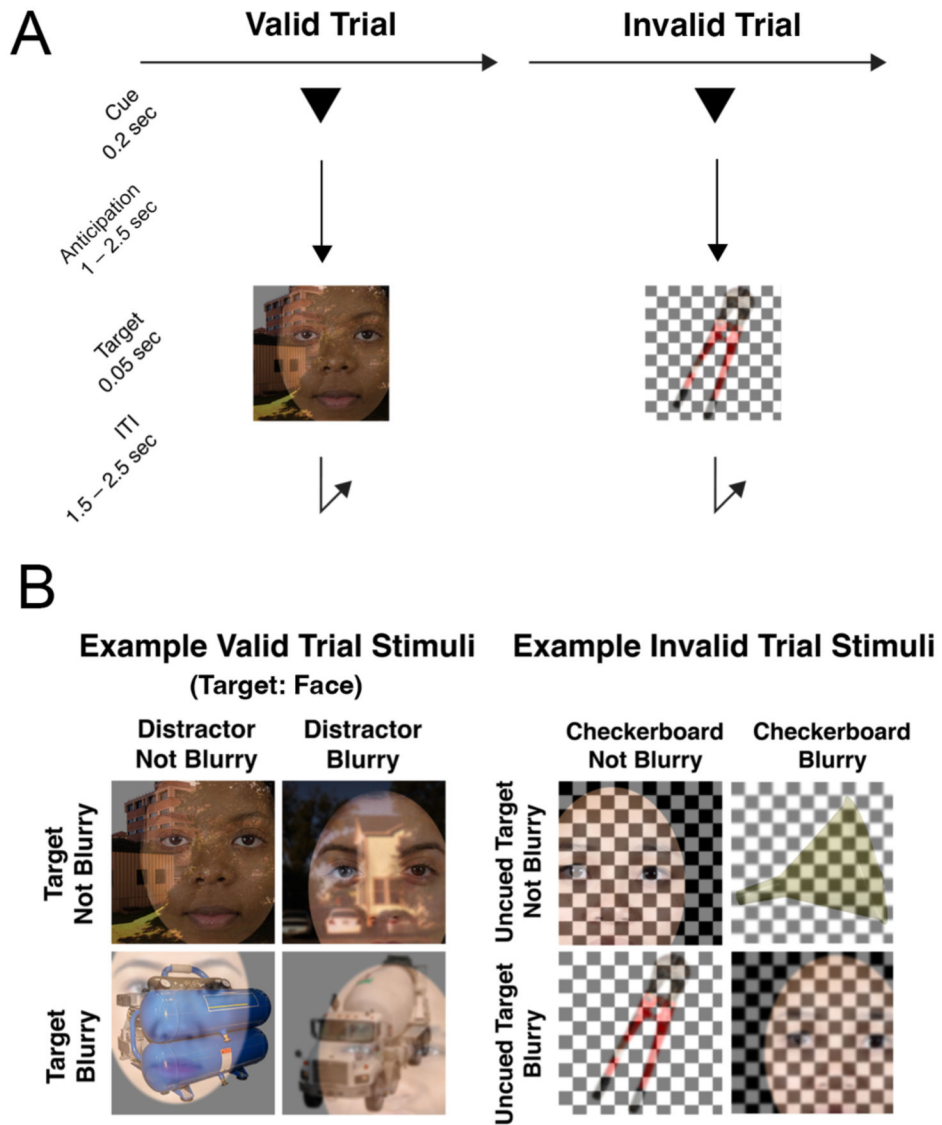 A
Valid Trial
Invalid Trial
Cue
0.2 sec
Anticipation
1 – 2.5 sec
Target
0.05 sec
ITI
1.5 – 2.5 sec
B
Example Valid Trial Stimuli
(Target: Face)
Example Invalid Trial Stimuli
Distractor
Not Blurry
Distractor
Blurry
Checkerboard
Not Blurry
Checkerboard
Blurry
Target
Not Blurry
Uncued Target
Not Blurry
Target
Blurry
Uncued Target
Blurry